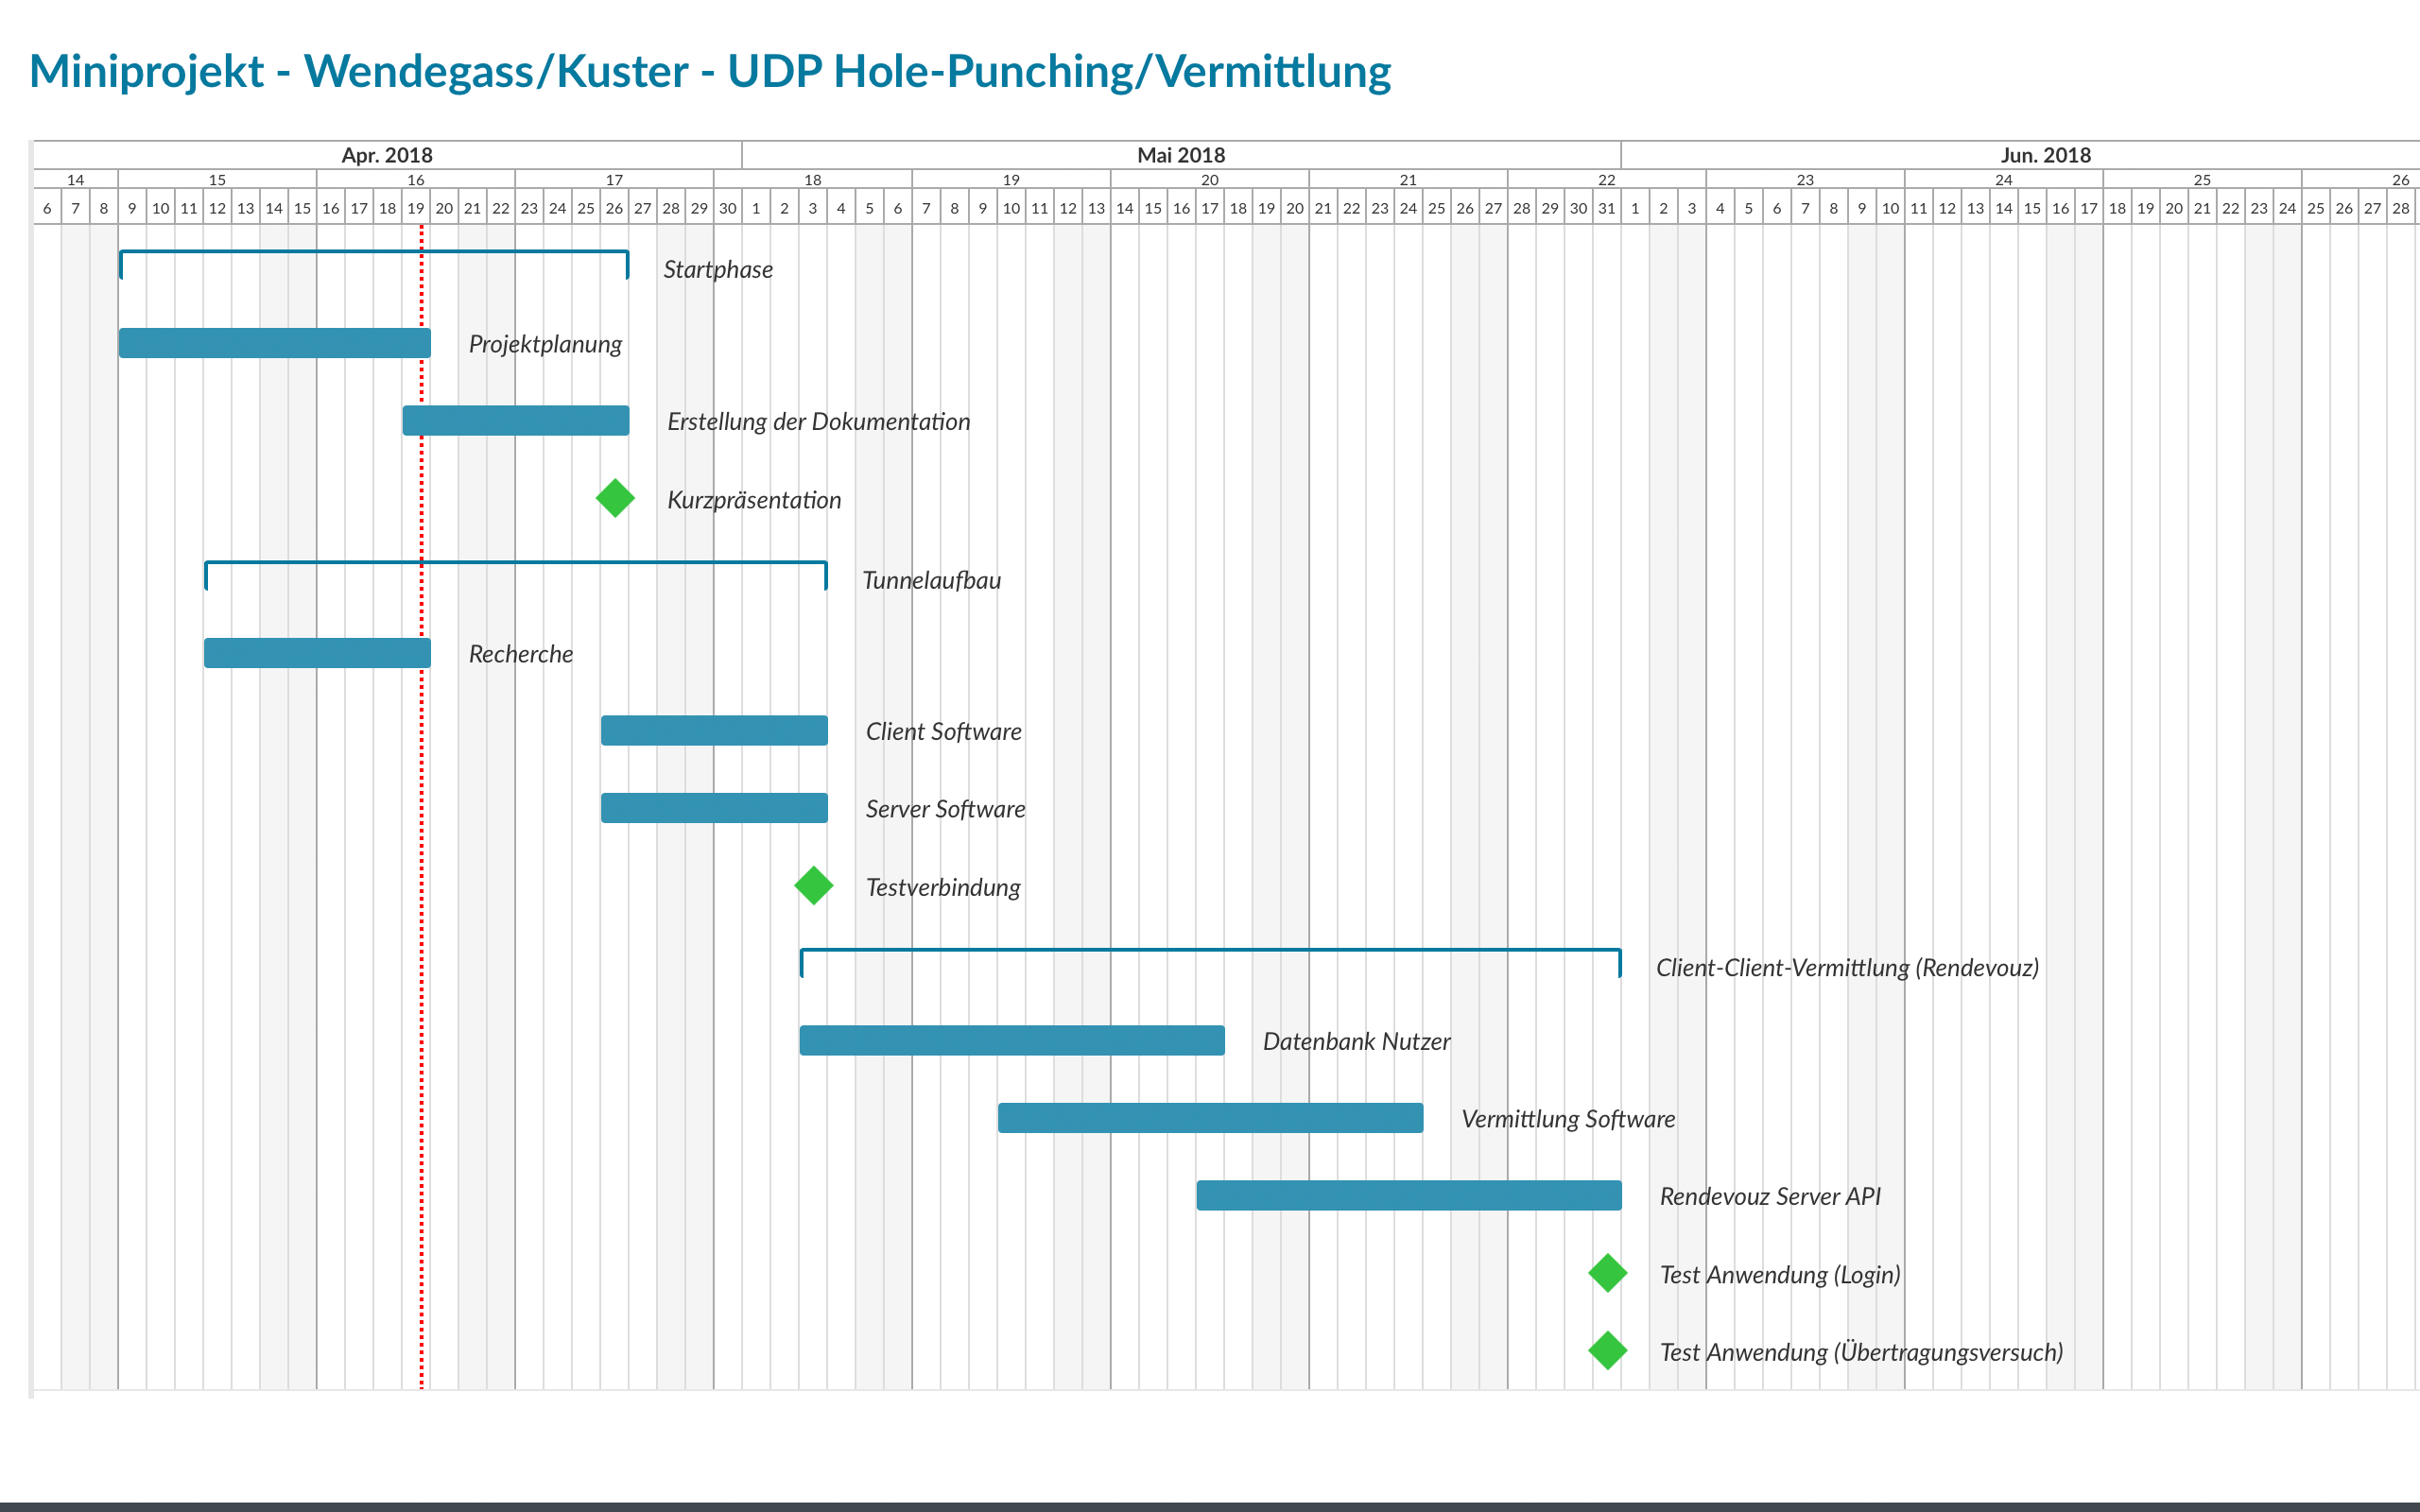 Miniprojekt - Wendegass/Kuster - UDP Hole-Punching/Vermittlung
Apr. 2018 Mai 2018 Jun. 2018
14 15 16 17 18 19 20 21 22 23 24 25 26
6 7 8 9 10 11 12 13 14 15 16 17 18 19 20 21 22 23 24 25 26 27 28 29 30 1 2 3 4 5 6 7 8 9 10 11 12 13 14 15 16 17 18 19 20 21 22 23 24 25 26 27 28 29 30 31 1 2 3 4 5 6 7 8 9 10 11 12 13 14 15 16 17 18 19 20 21 22 23 24 25 26 27 28
Startphase
Projektplanung
Erstellung der Dokumentation
Kurzpräsentation
Tunnelaufbau
Recherche
Client Software
Server Software
Testverbindung
Client-Client-Vermittlung (Rendevouz)
Datenbank Nutzer
Vermittlung Software
Rendevouz Server API
Test Anwendung (Login)
Test Anwendung (Übertragungsversuch)